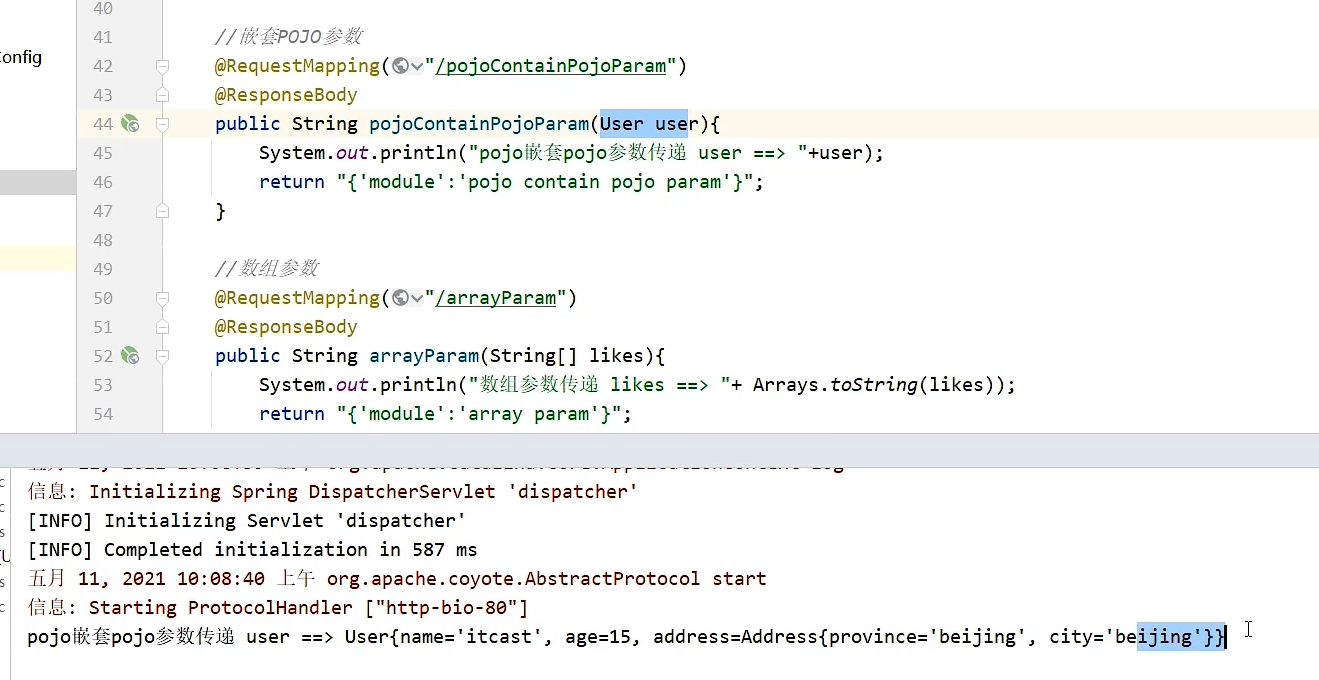 40
41 //嵌套POJO参数
onfig
42 @RequestMapping("/pojoContainPojoParam")
43 @ResponseBody
44 public String pojoContainPojoParam(User user){
45 System.out.println("pojo嵌套pojo参数传递 user ==> "+user);
46 return "{'module':'pojo contain pojo param'}";
47 }
48
49 //数组参数
50 @RequestMapping("/arrayParam")
51 @ResponseBody
52 public String arrayParam(String[] likes){
53 System.out.println("数组参数传递 likes ==> "+ Arrays.toString(likes));
54 return "{'module':'array param'}";
信息: Initializing Spring DispatcherServlet 'dispatcher'
[INFO] Initializing Servlet 'dispatcher'
[INFO] Completed initialization in 587 ms
五月 11, 2021 10:08:40 上午 org.apache.coyote.AbstractProtocol start
信息: Starting ProtocolHandler ["http-bio-80"]
pojo嵌套pojo参数传递 user ==> User{name='itcast', age=15, address=Address{province='beijing', city='beijing'}}